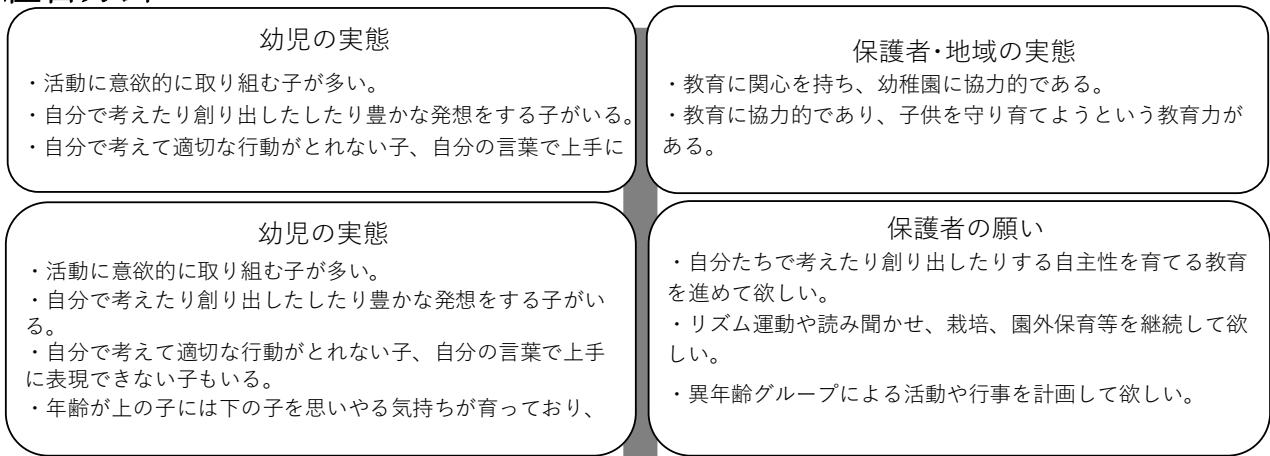 幼児の実態
・活動に意欲的に取り組む子が多い。
・自分で考えたり創り出したしたり豊かな発想をする子がいる。
・自分で考えて適切な行動がとれない子、自分の言葉で上手に
保護者・地域の実態
・教育に関心を持ち、幼稚園に協力的である。
・教育に協力的であり、子供を守り育てようという教育力が
ある。
幼児の実態
・活動に意欲的に取り組む子が多い。
・自分で考えたり創り出したしたり豊かな発想をする子がい
る。
・自分で考えて適切な行動がとれない子、自分の言葉で上手
に表現できない子もいる。
・年齢が上の子には下の子を思いやる気持ちが育っており、
保護者の願い
・自分たちで考えたり創り出したりする自主性を育てる教育
を進めて欲しい。
・リズム運動や読み聞かせ、栽培、園外保育等を継続して欲
しい。
・異年齢グループによる活動や行事を計画して欲しい。